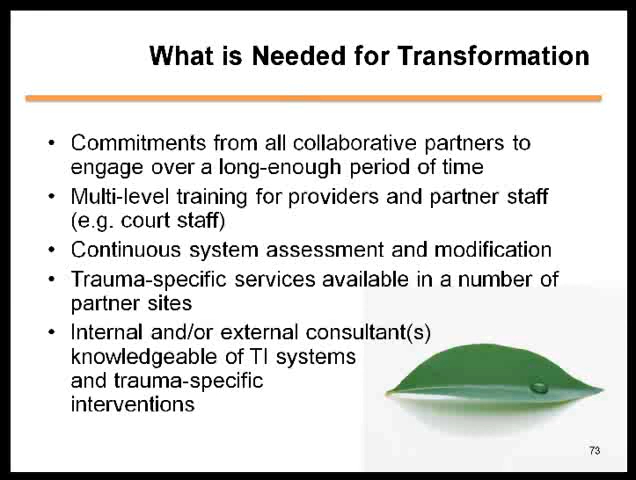 What is Needed for Transformation
• Commitments from all collaborative partners to
engage over a long-enough period of time
• Multi-level training for providers and partner staff
(e.g. court staff)
• Continuous system assessment and modification
• Trauma-specific services available in a number of
partner sites
• Internal and/or external consultant(s)
knowledgeable of TI systems
and trauma-specific
interventions
73